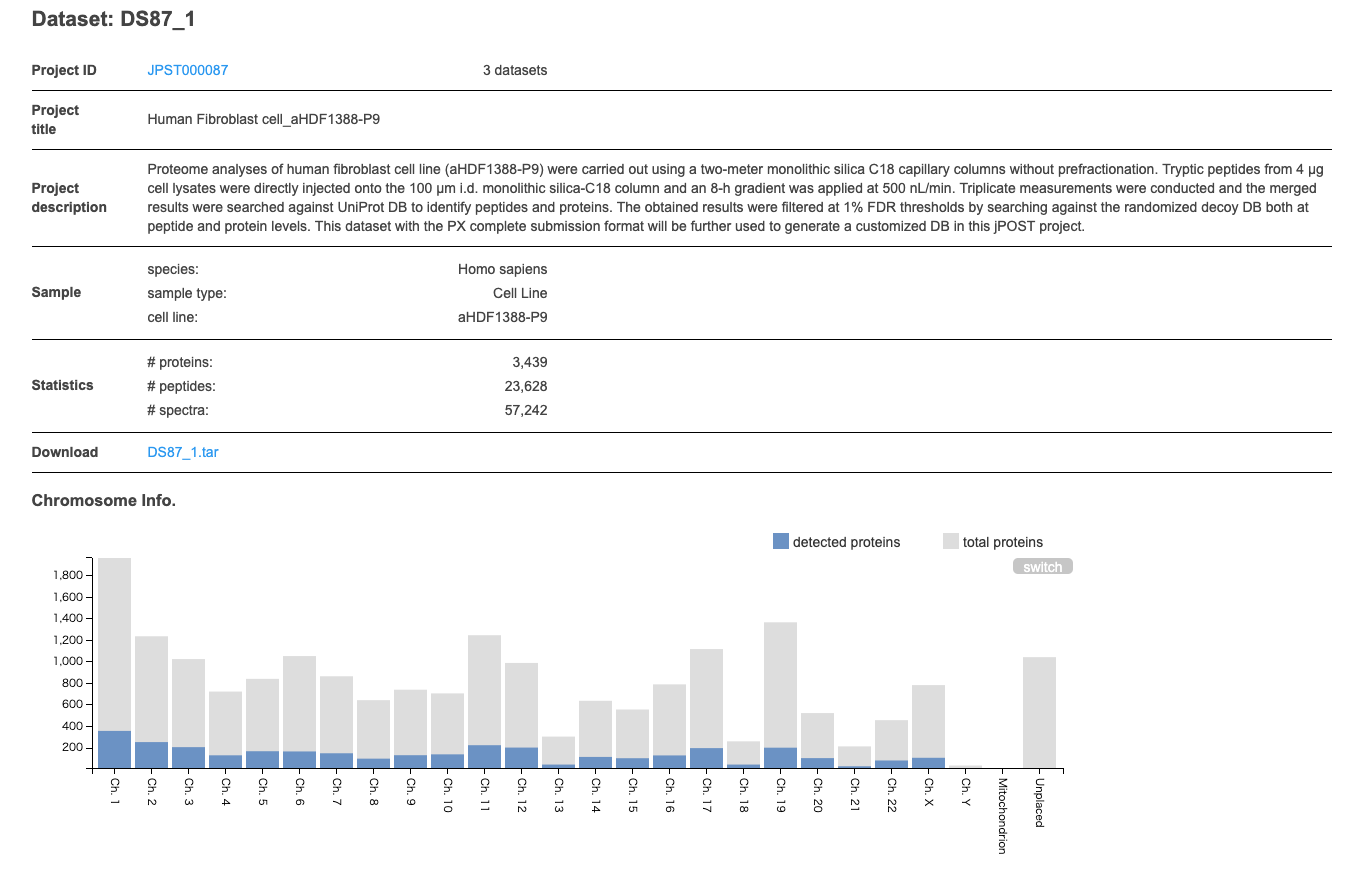 Dataset: DS87_1
Project ID JPST000087 3 datasets
Project title Human Fibroblast cell_aHDF1388-P9
Project description
Proteome analyses of human fibroblast cell line (aHDF1388-P9) were carried out using a two-meter monolithic silica C18 capillary columns without prefractionation. Tryptic peptides from 4 μg
cell lysates were directly injected onto the 100 μm i.d. monolithic silica-C18 column and an 8-h gradient was applied at 500 nL/min. Triplicate measurements were conducted and the merged
results were searched against UniProt DB to identify peptides and proteins. The obtained results were filtered at 1% FDR thresholds by searching against the randomized decoy DB both at
peptide and protein levels. This dataset with the PX complete submission format will be further used to generate a customized DB in this jPOST project.
Sample
species: Homo sapiens
sample type: Cell Line
cell line: aHDF1388-P9
Statistics
# proteins: 3,439
# peptides: 23,628
# spectra: 57,242
Download DS87_1.tar
Chromosome Info.
detected proteins total proteins
switch
1,800
1,600
1,400
1,200
1,000
800
600
400
200
Ch. 1
Ch. 2
Ch. 3
Ch. 4
Ch. 5
Ch. 6
Ch. 7
Ch. 8
Ch. 9
Ch. 10
Ch. 11
Ch. 12
Ch. 13
Ch. 14
Ch. 15
Ch. 16
Ch. 17
Ch. 18
Ch. 19
Ch. 20
Ch. 21
Ch. 22
Ch. X
Ch. Y
Mitochondrion
Unplaced